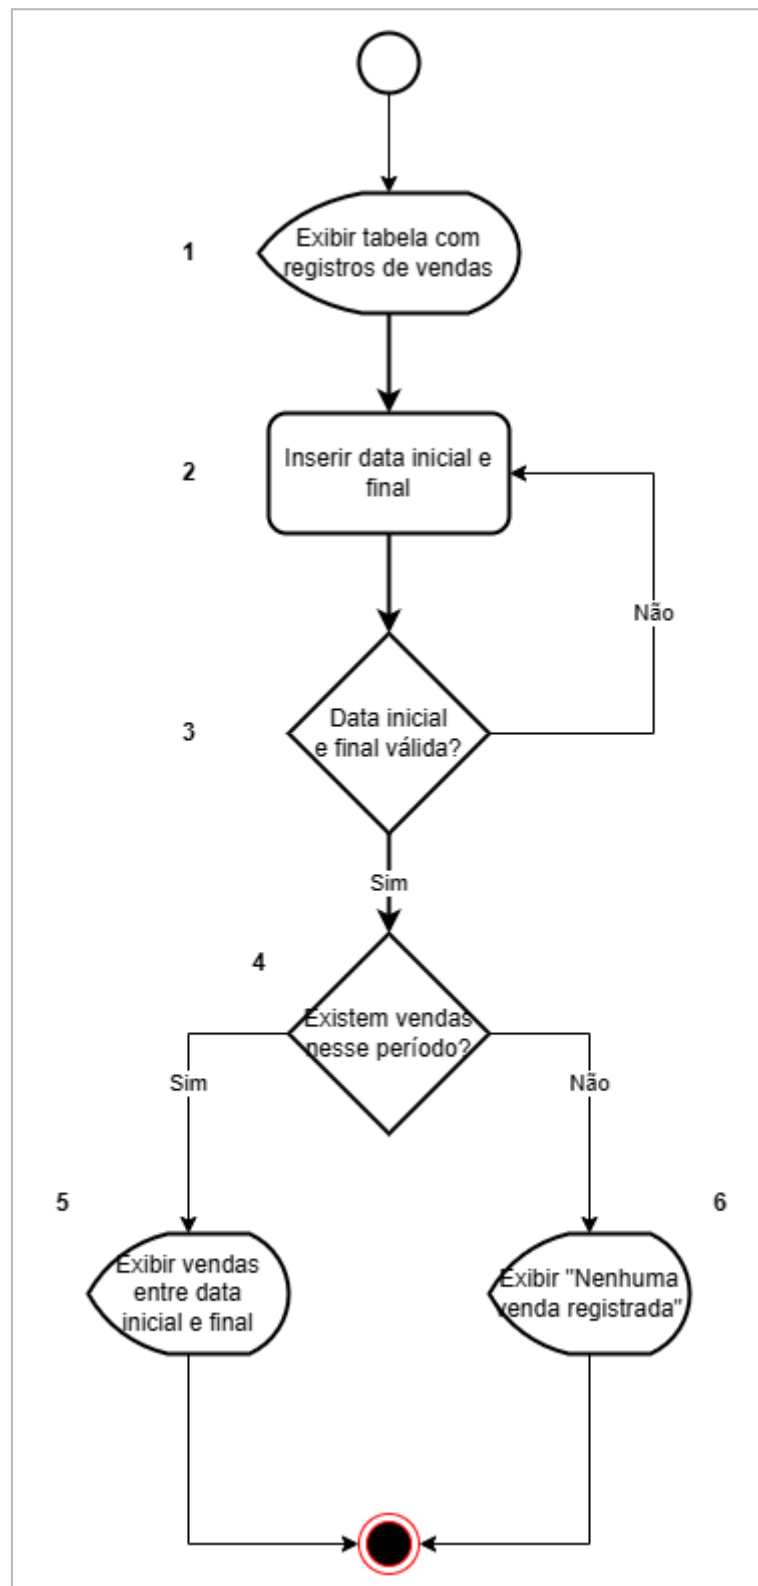 1
Exibir tabela com
registros de vendas
2
Inserir data inicial e
final
Não
3
Data inicial
e final válida?
Sim
4
Existem vendas
nesse período?
Sim
Não
5
6
Exibir vendas
entre data
inicial e final
Exibir "Nenhuma
venda registrada"